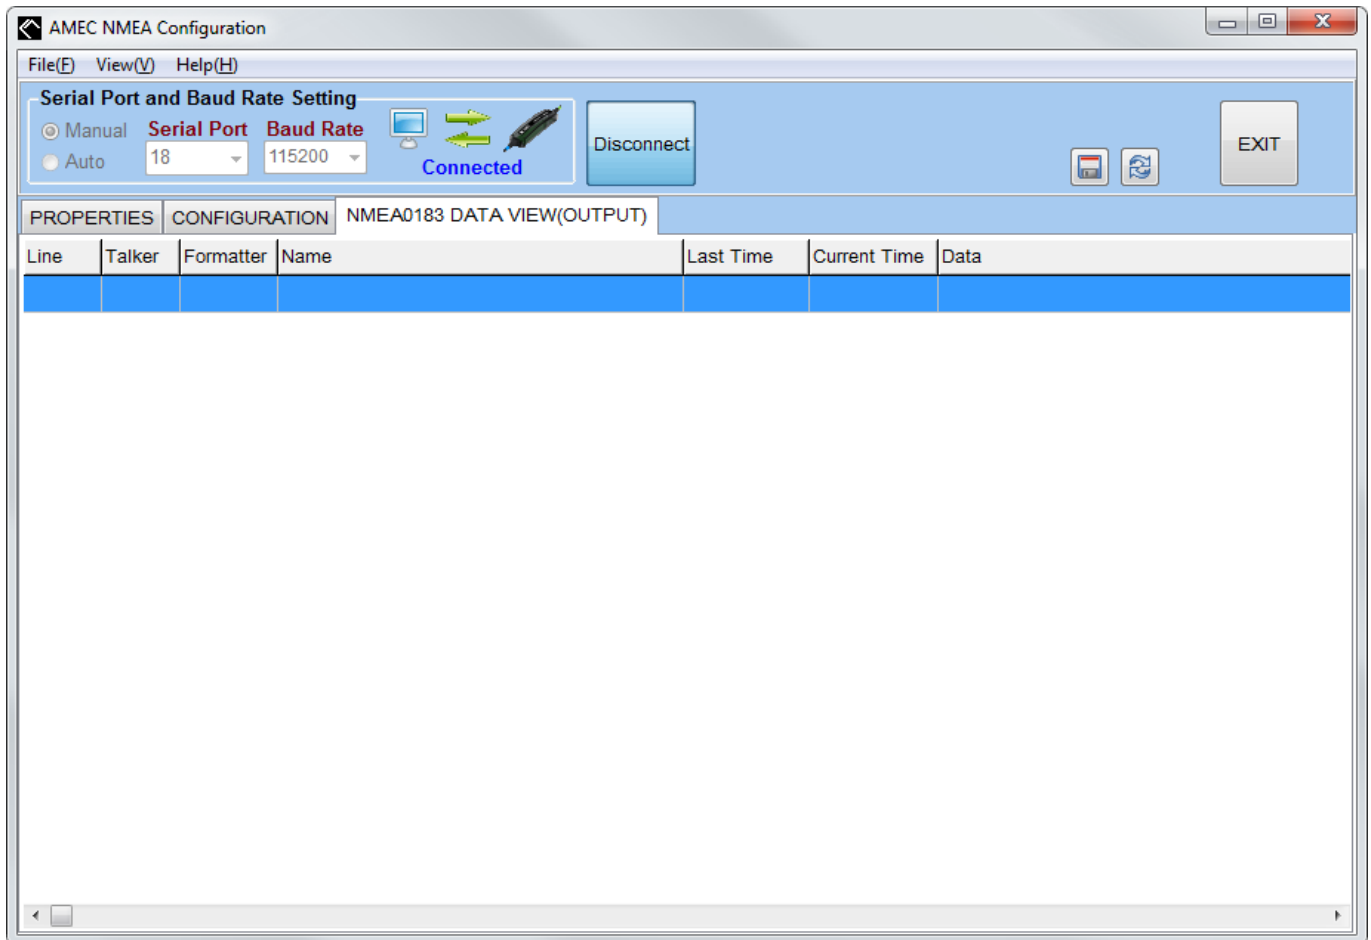 AMEC NMEA Configuration
File(F) View(V) Help(H)
Serial Port and Baud Rate Setting
Manual Serial Port Baud Rate
Auto 18 115200
Connected
Disconnect
EXIT
PROPERTIES CONFIGURATION NMEA0183 DATA VIEW(OUTPUT)
Line Talker Formatter Name Last Time Current Time Data